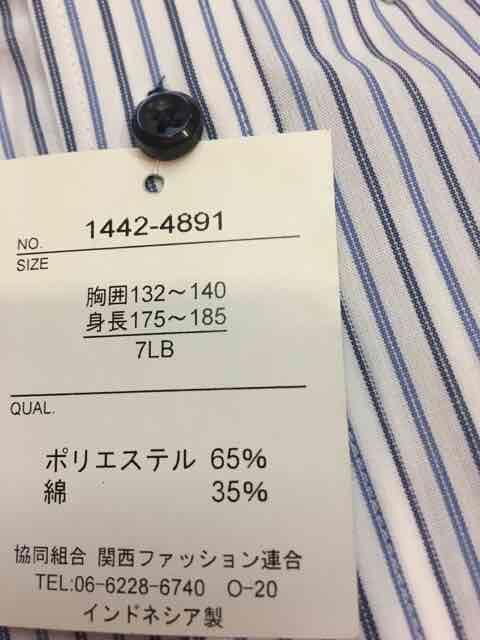 NO. 1442-4891
SIZE
胸囲132～140
身長175～185
7LB
QUAL.
ポリエステル 65%
綿 35%
協同組合 関西ファッション連合
TEL:06-6228-6740 O-20
インドネシア製